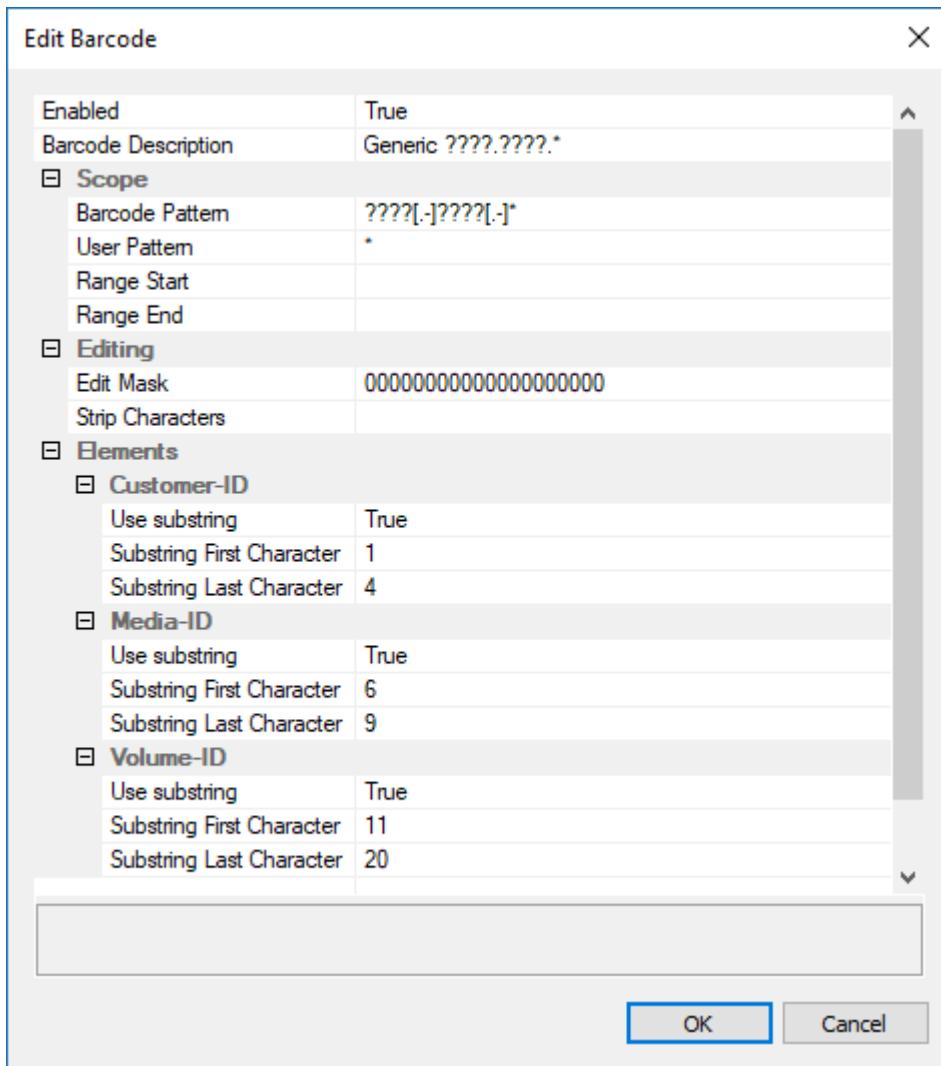 Edit Barcode
Enabled True
Barcode Description Generic ????.????.*
Scope
Barcode Pattern ????[.-]????[.-]*
User Pattern *
Range Start
Range End
Editing
Edit Mask 00000000000000000000
Strip Characters
Elements
Customer-ID
Use substring True
Substring First Character 1
Substring Last Character 4
Media-ID
Use substring True
Substring First Character 6
Substring Last Character 9
Volume-ID
Use substring True
Substring First Character 11
Substring Last Character 20
OK Cancel